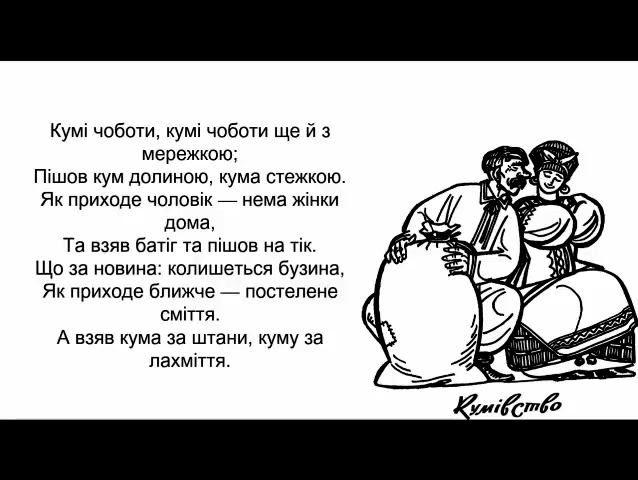 Кумі чоботи, кумі чоботи ще й з
мережкою;
Пішов кум долиною, кума стежкою.
Як приходе чоловік — нема жінки
дома,
Та взяв батіг та пішов на тік.
Що за новина: колишеться бузина,
Як приходе ближче — постелене
сміття.
А взяв кума за штани, куму за
лахміття.
Кумівство